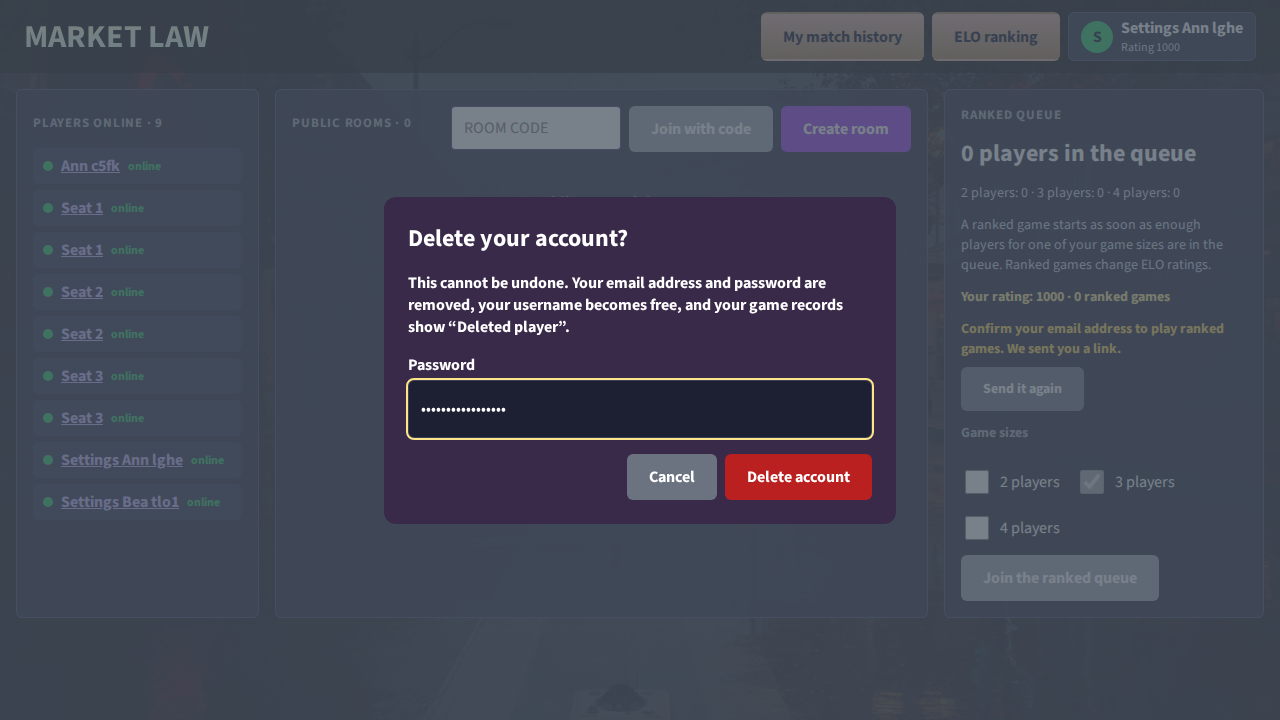 MARKET LAW
My match history
ELO ranking
S
Settings Ann lghe
Rating 1000
PLAYERS ONLINE · 9
Ann c5fk online
Seat 1 online
Seat 1 online
Seat 2 online
Seat 2 online
Seat 3 online
Seat 3 online
Settings Ann lghe online
Settings Bea tlo1 online
PUBLIC ROOMS · 0
ROOM CODE
Join with code
Create room
Delete your account?
This cannot be undone. Your email address and password are
removed, your username becomes free, and your game records
show “Deleted player”.
Password
•••••••••••••••••
Cancel
Delete account
RANKED QUEUE
0 players in the queue
2 players: 0 · 3 players: 0 · 4 players: 0
A ranked game starts as soon as enough
players for one of your game sizes are in the
queue. Ranked games change ELO ratings.
Your rating: 1000 · 0 ranked games
Confirm your email address to play ranked
games. We sent you a link.
Send it again
Game sizes
2 players
3 players
4 players
Join the ranked queue